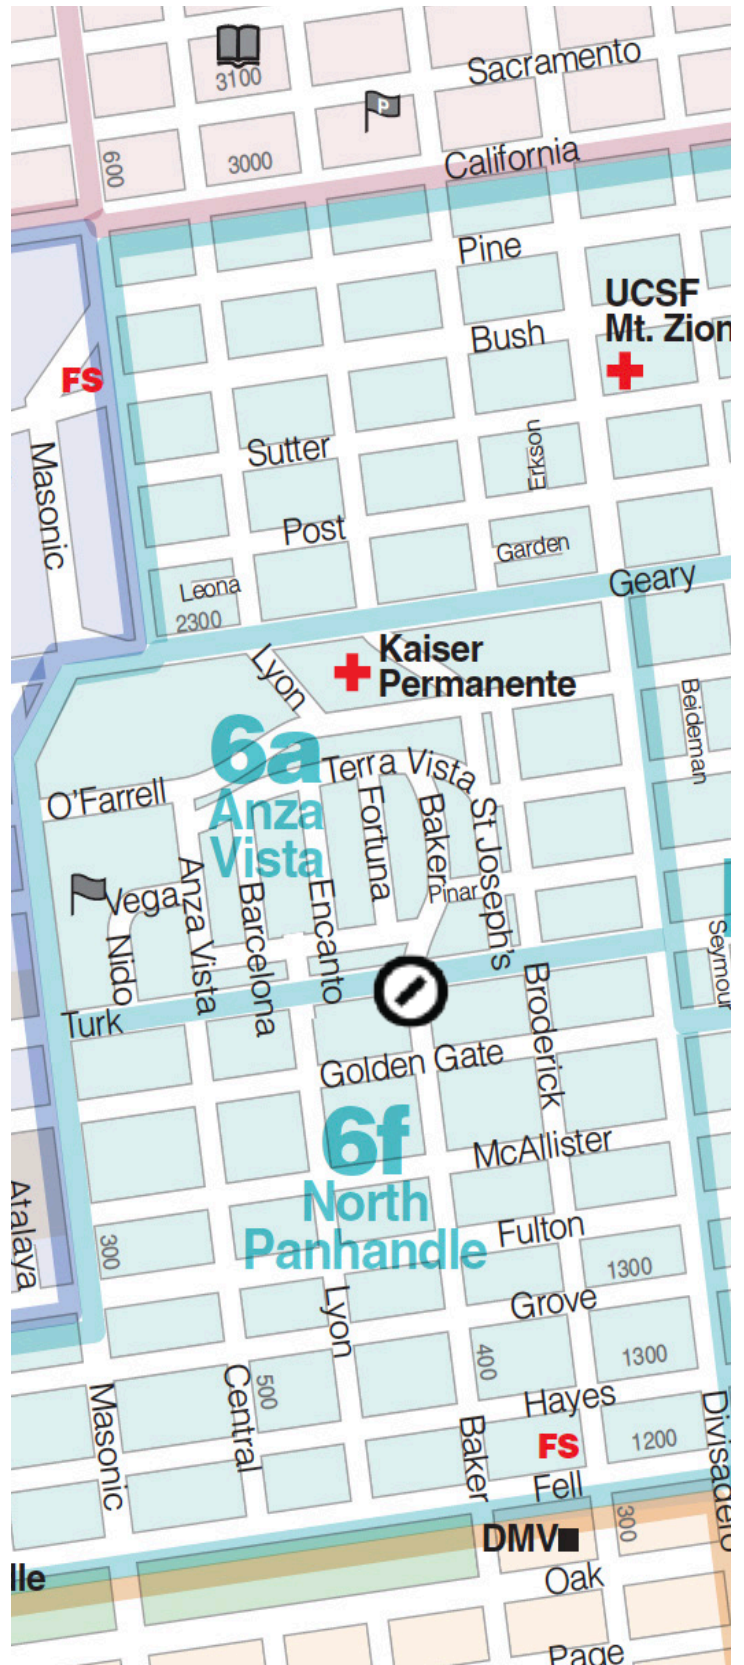 3100
Sacramento
P
600
3000
California
Pine
UCSF
Mt. Zion
Bush
FS
Masonic
Sutter
Erkson
Post
Garden
Leona
Geary
2300
Lyon
Kaiser
Permanente
Beideman
6a
Anza
Vista
Terra Vista
O'Farrell
Fortuna
Baker
St Joseph's
Vega
Anza Vista
Barcelona
Encanto
Pinar
Nido
Seymour
Turk
Broderick
Golden Gate
6f
North
Panhandle
McAllister
Atalaya
300
Fulton
1300
Grove
Lyon
400
1300
Central
500
Masonic
Hayes
Baker
FS
1200
Divisadero
Fell
300
DMV
lle
Oak
Page